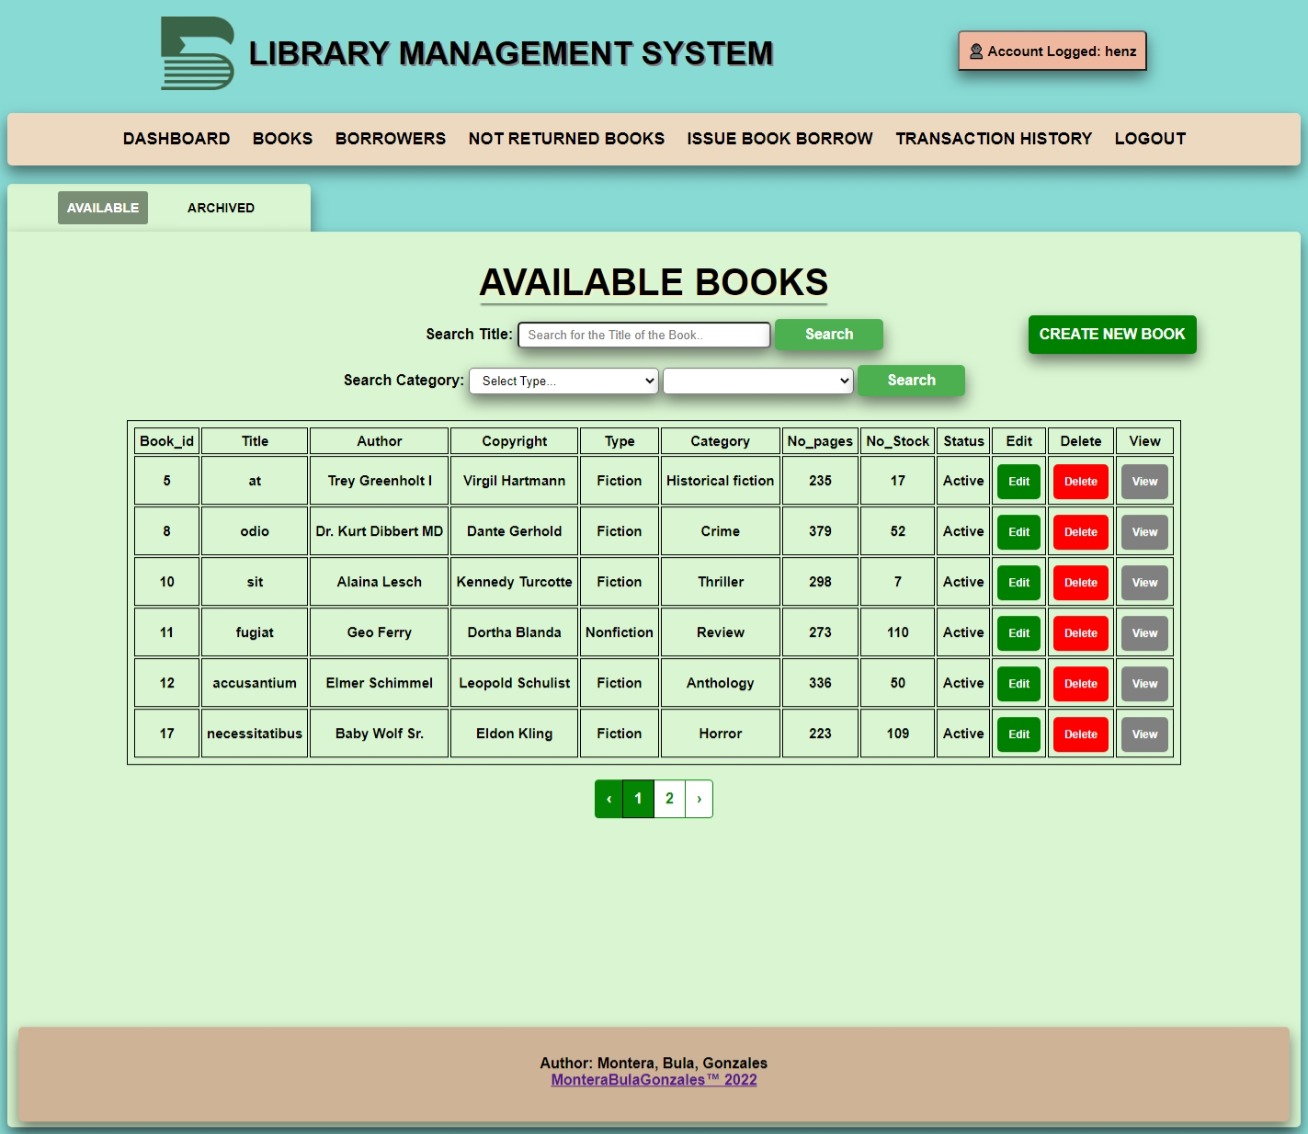 LIBRARY MANAGEMENT SYSTEM
Account Logged: henz
DASHBOARD BOOKS BORROWERS NOT RETURNED BOOKS ISSUE BOOK BORROW TRANSACTION HISTORY LOGOUT
AVAILABLE ARCHIVED
AVAILABLE BOOKS
Search Title: Search for the Title of the Book.. Search CREATE NEW BOOK
Search Category: Select Type... Search
Book_id Title Author Copyright Type Category No_pages No_Stock Status Edit Delete View
5 at Trey Greenholt I Virgil Hartmann Fiction Historical fiction 235 17 Active Edit Delete View
8 odio Dr. Kurt Dibbert MD Dante Gerhold Fiction Crime 379 52 Active Edit Delete View
10 sit Alaina Lesch Kennedy Turcotte Fiction Thriller 298 7 Active Edit Delete View
11 fugiat Geo Ferry Dortha Blanda Nonfiction Review 273 110 Active Edit Delete View
12 accusantium Elmer Schimmel Leopold Schulist Fiction Anthology 336 50 Active Edit Delete View
17 necessitatibus Baby Wolf Sr. Eldon Kling Fiction Horror 223 109 Active Edit Delete View
‹ 1 2 ›
Author: Montera, Bula, Gonzales
MonteraBulaGonzales™ 2022